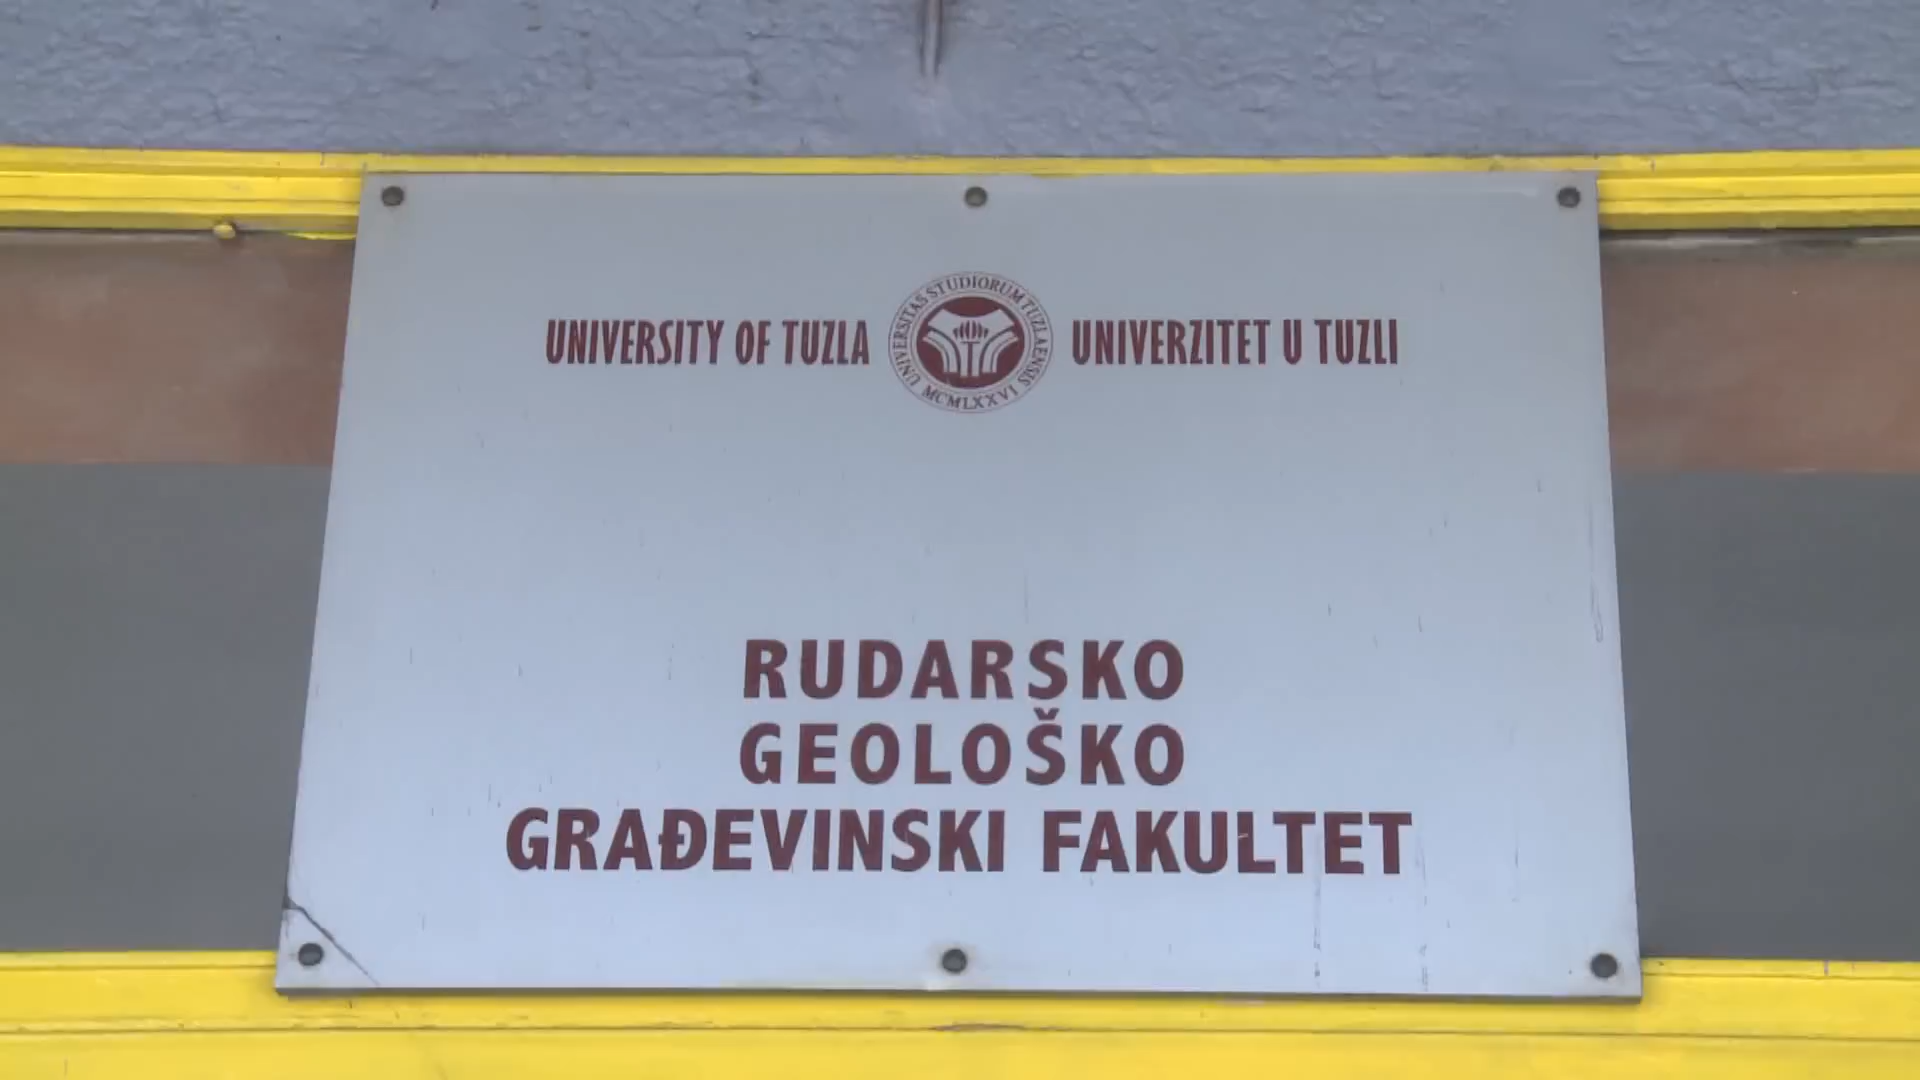 UNIVERSITY OF TUZLA
UNIVERSITAS STUDIORUM TUZLAENSIS
MCMLXXVI
UNIVERZITET U TUZLI
RUDARSKO
GEOLOŠKO
GRAĐEVINSKI FAKULTET